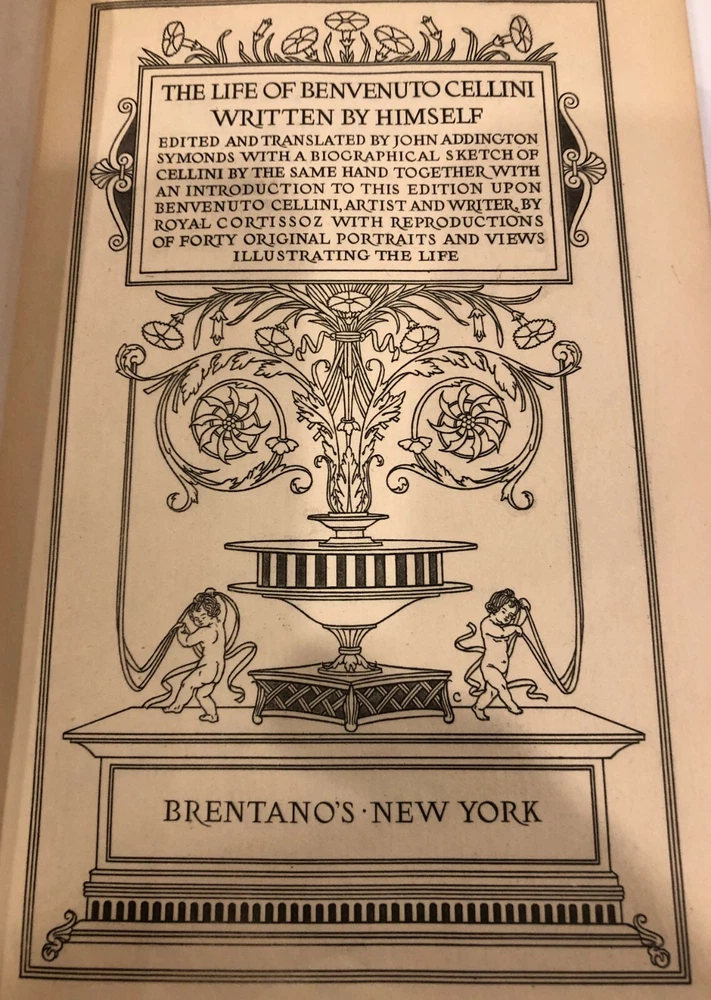 THE LIFE OF BENVENUTO CELLINI
WRITTEN BY HIMSELF
EDITED AND TRANSLATED BY JOHN ADDINGTON
SYMONDS WITH A BIOGRAPHICAL SKETCH OF
CELLINI BY THE SAME HAND TOGETHER WITH
AN INTRODUCTION TO THIS EDITION UPON
BENVENUTO CELLINI, ARTIST AND WRITER, BY
ROYAL CORTISSOZ WITH REPRODUCTIONS
OF FORTY ORIGINAL PORTRAITS AND VIEWS
ILLUSTRATING THE LIFE
BRENTANO'S · NEW YORK